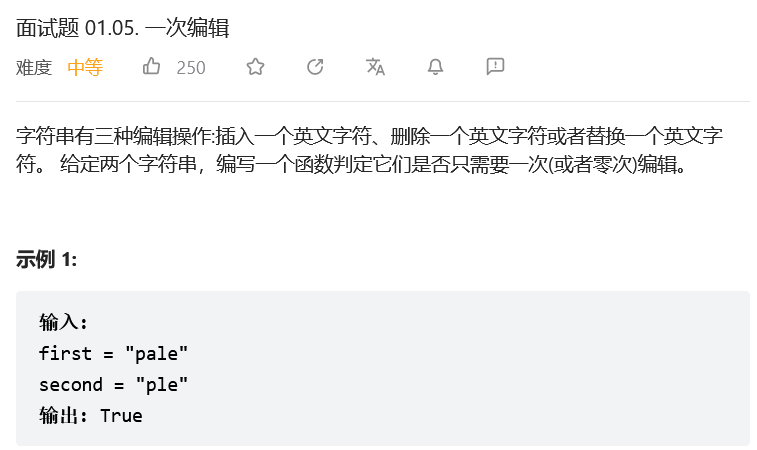 面试题 01.05. 一次编辑
难度 中等 250
字符串有三种编辑操作:插入一个英文字符、删除一个英文字符或者替换一个英文字
符。 给定两个字符串，编写一个函数判定它们是否只需要一次(或者零次)编辑。
示例 1:
输入：
first = "pale"
second = "ple"
输出：True